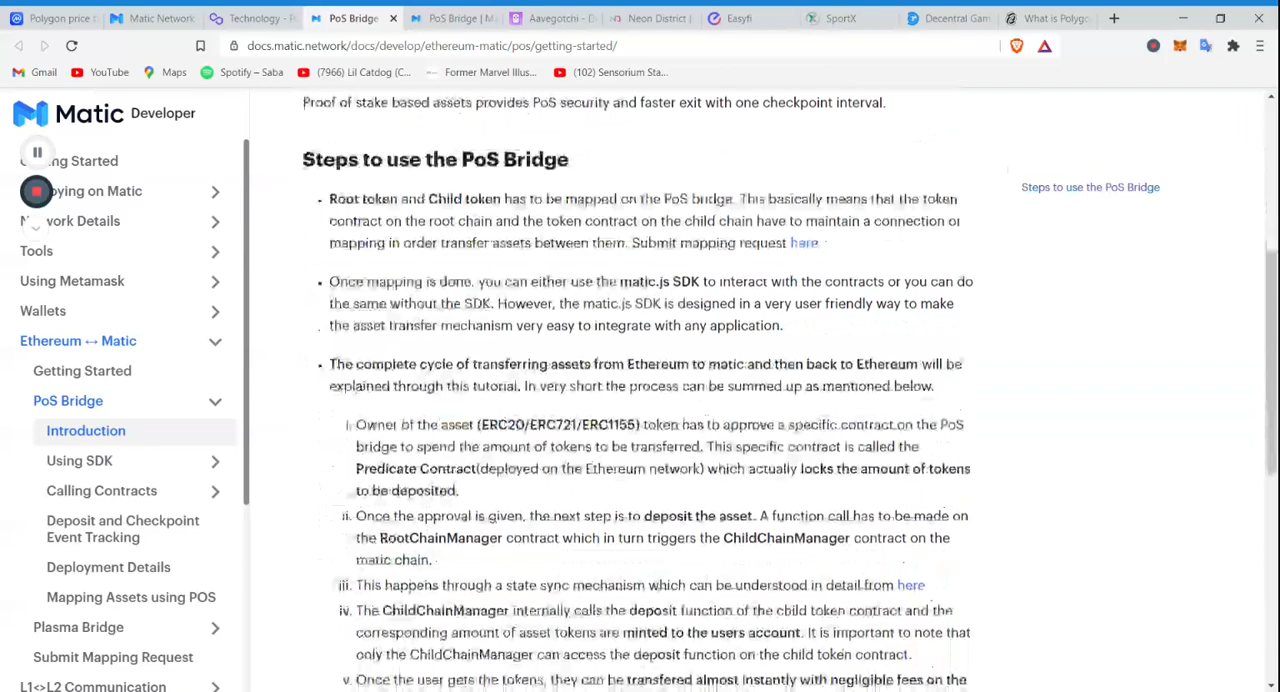 Polygon price
Matic Network
Technology - P
PoS Bridge
PoS Bridge | M
Aavegotchi - D
Neon District |
Easyfi
SportX
Decentral Gam
What is Polygo
docs.matic.network/docs/develop/ethereum-matic/pos/getting-started/
Gmail
YouTube
Maps
Spotify – Saba
(7966) Lil Catdog (C...
Former Marvel Illus...
(102) Sensorium Sta...
Matic Developer
ng Started
oying on Matic
twork Details
Tools
Using Metamask
Wallets
Ethereum ↔ Matic
Getting Started
PoS Bridge
Introduction
Using SDK
Calling Contracts
Deposit and Checkpoint
Event Tracking
Deployment Details
Mapping Assets using POS
Plasma Bridge
Submit Mapping Request
L1<>L2 Communication
Proof of stake based assets provides PoS security and faster exit with one checkpoint interval.
Steps to use the PoS Bridge
Root token and Child token has to be mapped on the PoS bridge. This basically means that the token
contract on the root chain and the token contract on the child chain have to maintain a connection or
mapping in order transfer assets between them. Submit mapping request here
Once mapping is done, you can either use the matic.js SDK to interact with the contracts or you can do
the same without the SDK. However, the matic.js SDK is designed in a very user friendly way to make
the asset transfer mechanism very easy to integrate with any application.
The complete cycle of transferring assets from Ethereum to matic and then back to Ethereum will be
explained through this tutorial. In very short the process can be summed up as mentioned below.
i. Owner of the asset (ERC20/ERC721/ERC1155) token has to approve a specific contract on the PoS
bridge to spend the amount of tokens to be transferred. This specific contract is called the
Predicate Contract(deployed on the Ethereum network) which actually locks the amount of tokens
to be deposited.
ii. Once the approval is given, the next step is to deposit the asset. A function call has to be made on
the RootChainManager contract which in turn triggers the ChildChainManager contract on the
matic chain.
iii. This happens through a state sync mechanism which can be understood in detail from here
iv. The ChildChainManager internally calls the deposit function of the child token contract and the
corresponding amount of asset tokens are minted to the users account. It is important to note that
only the ChildChainManager can access the deposit function on the child token contract.
v. Once the user gets the tokens, they can be transferred almost instantly with negligible fees on the
Steps to use the PoS Bridge